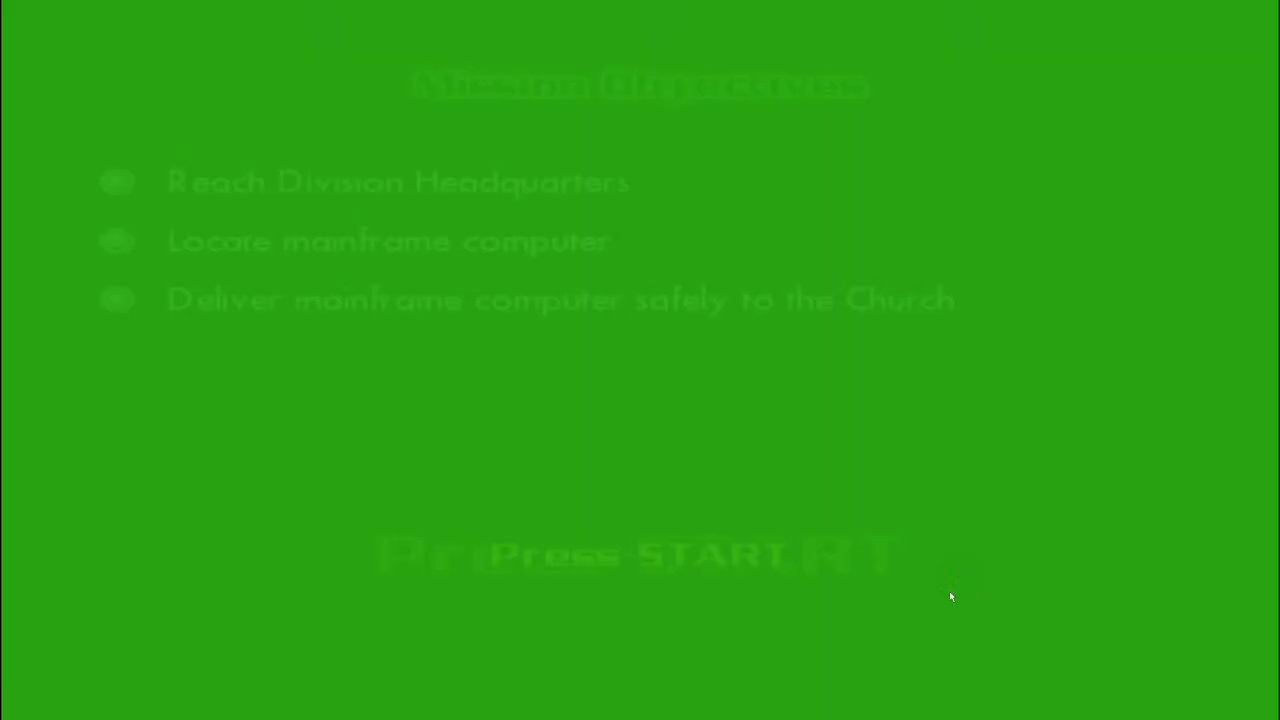 Mission Objectives
Reach Division Headquarters
Locate mainframe computer
Deliver mainframe computer safely to the Church
Press START